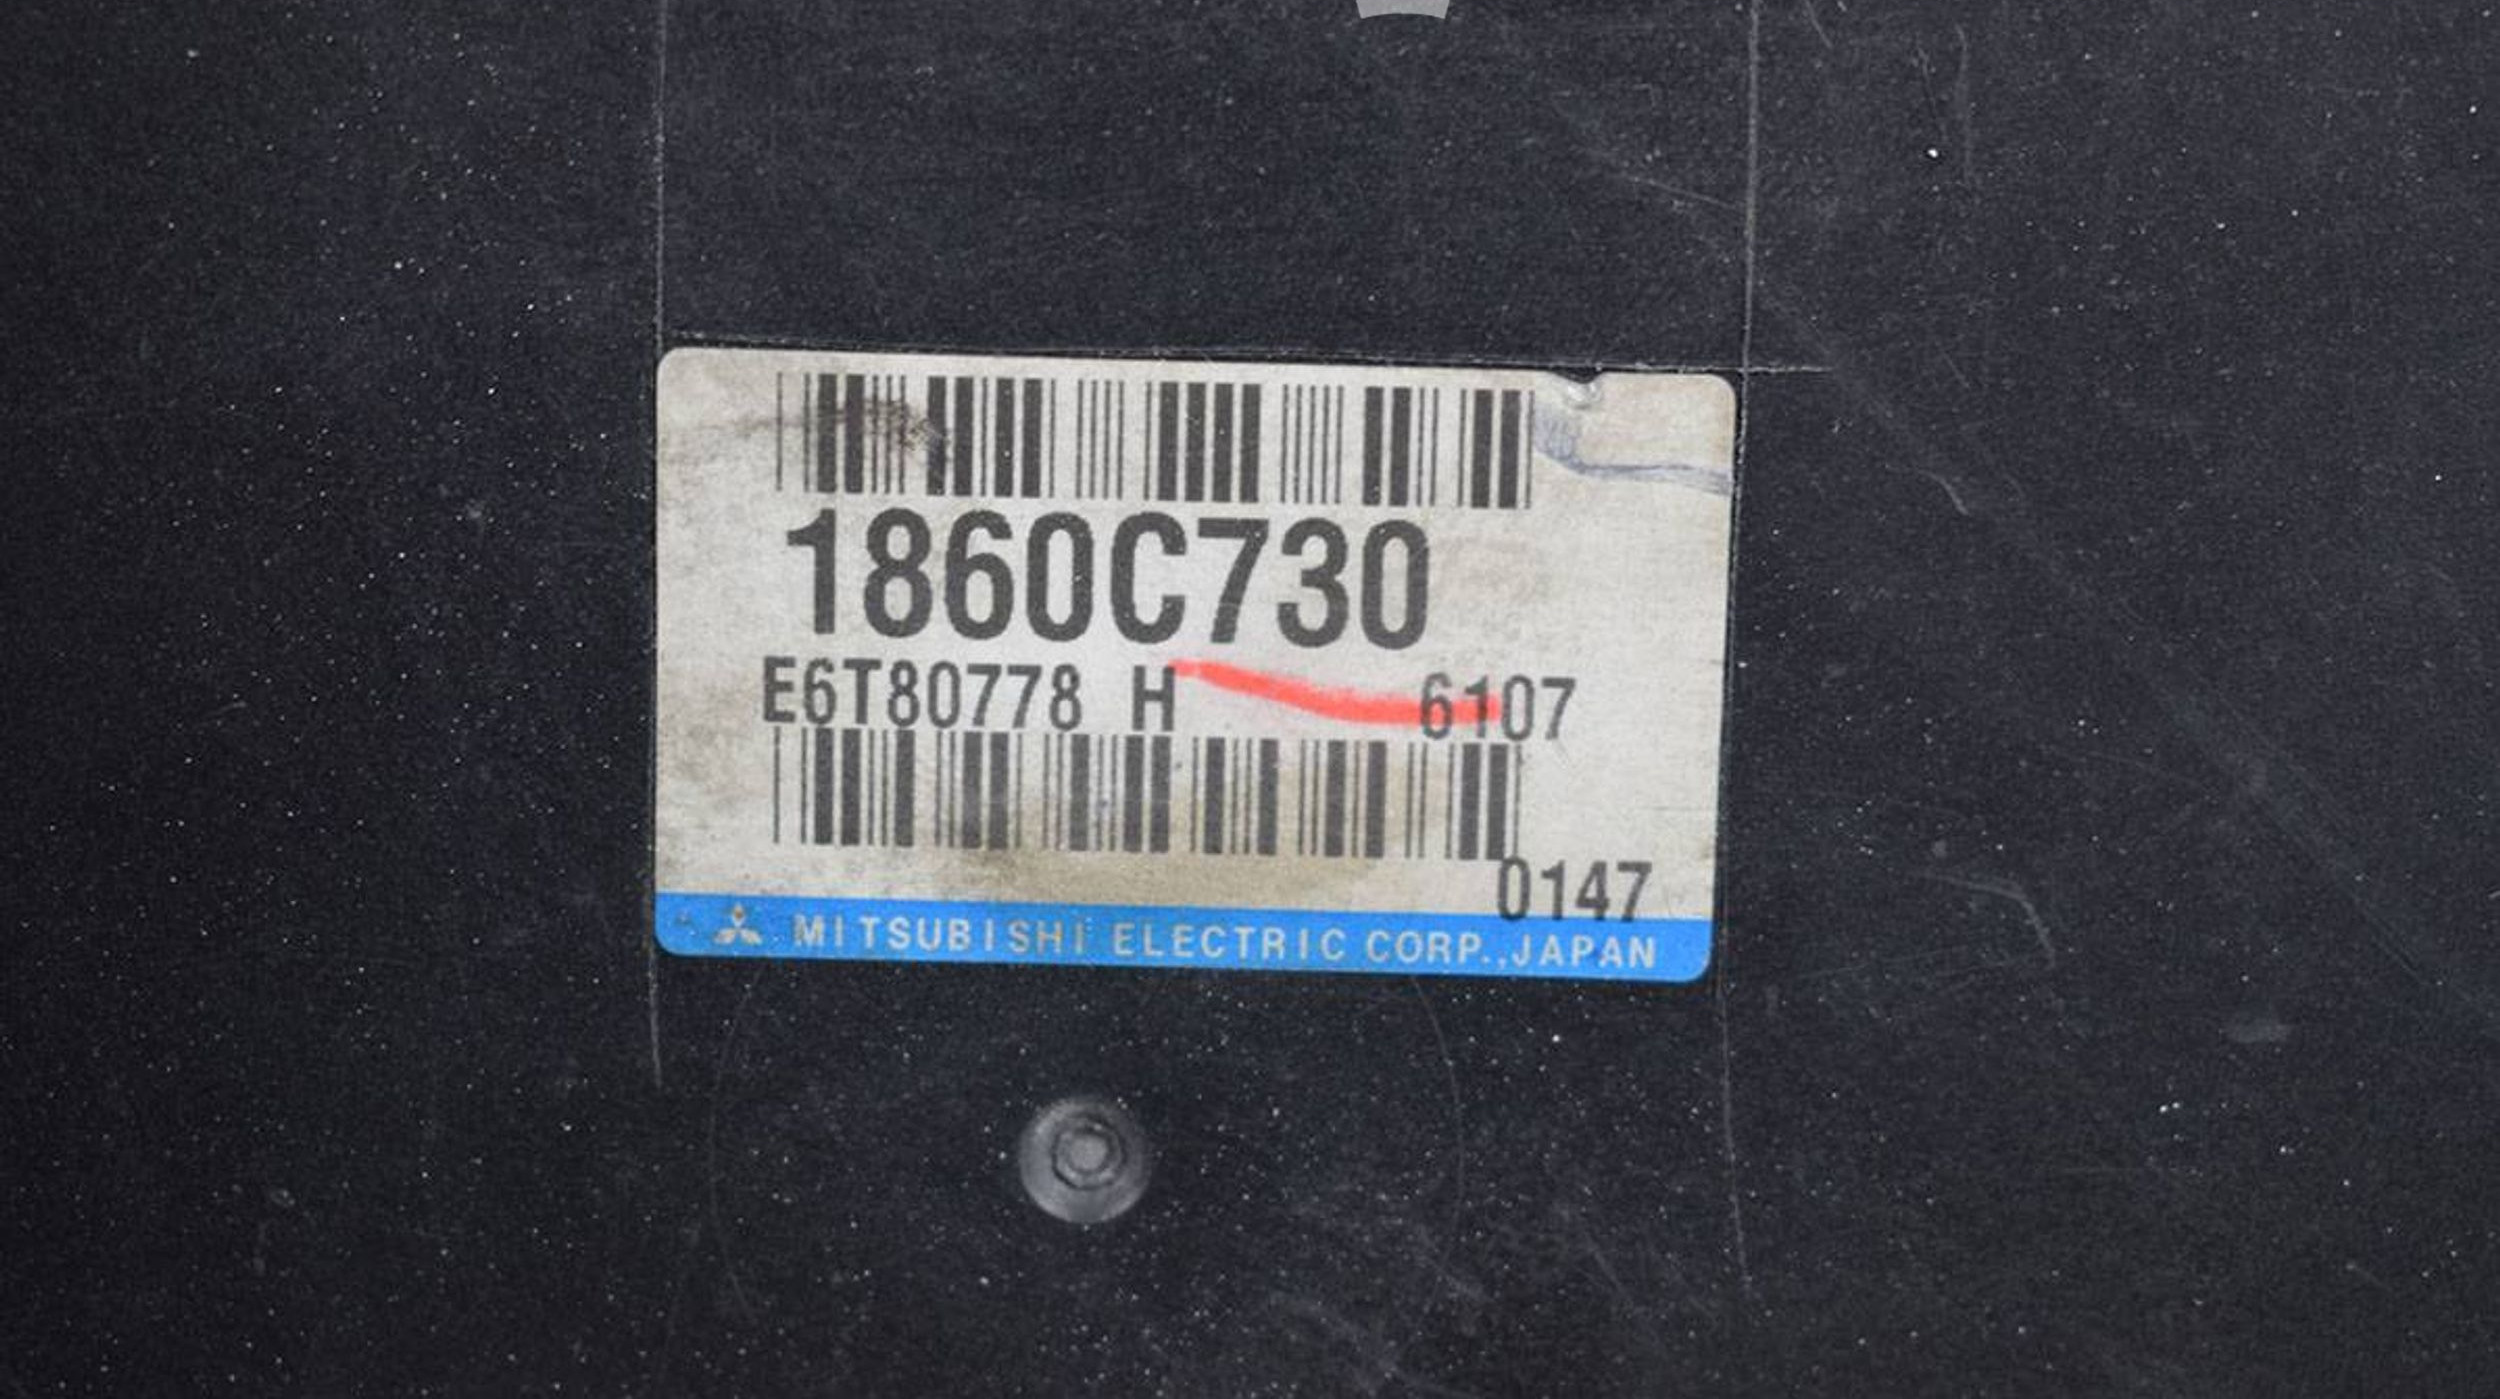 1860C730
E6T80778 H 6107
0147
MITSUBISHI ELECTRIC CORP.,JAPAN